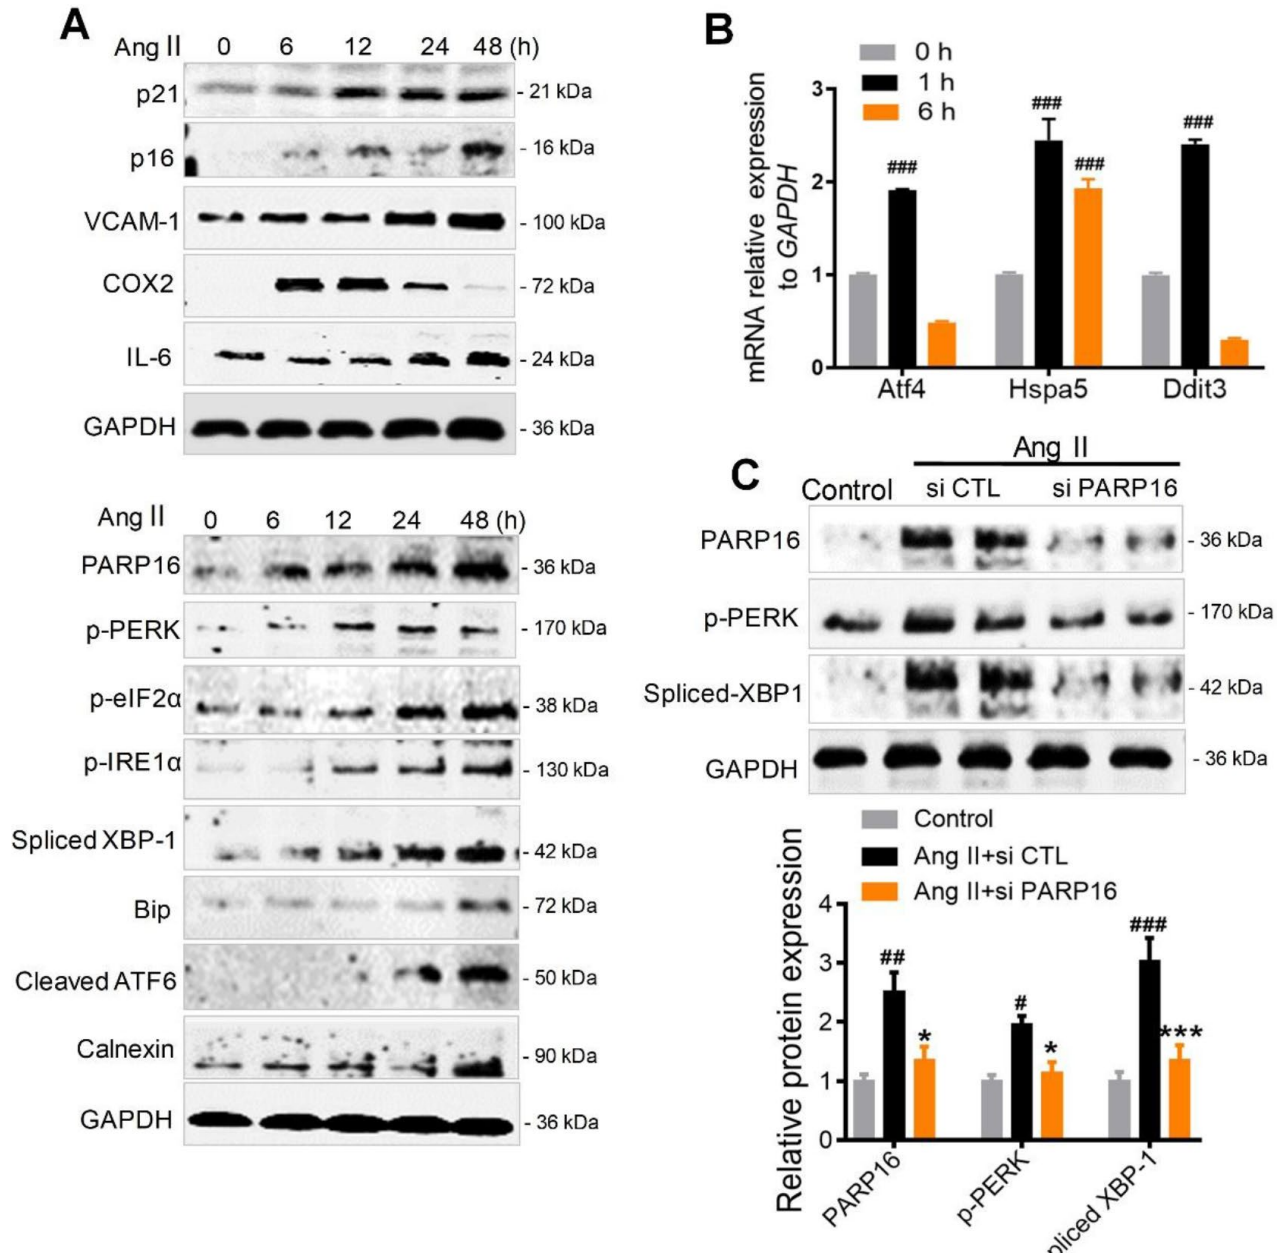 A
Ang II 0 6 12 24 48 (h)
p21 - 21 kDa
p16 - 16 kDa
VCAM-1 - 100 kDa
COX2 - 72 kDa
IL-6 - 24 kDa
GAPDH - 36 kDa
Ang II 0 6 12 24 48 (h)
PARP16 - 36 kDa
p-PERK - 170 kDa
p-eIF2α - 38 kDa
p-IRE1α - 130 kDa
Spliced XBP-1 - 42 kDa
Bip - 72 kDa
Cleaved ATF6 - 50 kDa
Calnexin - 90 kDa
GAPDH - 36 kDa
B
0 h
1 h
6 h
mRNA relative expression
to GAPDH
3
2
1
0
###
###
###
###
Atf4 Hspa5 Ddit3
C
Ang II
Control si CTL si PARP16
PARP16 - 36 kDa
p-PERK - 170 kDa
Spliced-XBP1 - 42 kDa
GAPDH - 36 kDa
Control
Ang II+si CTL
Ang II+si PARP16
Relative protein expression
4
3
2
1
0
##
*
#
*
###
***
PARP16
p-PERK
pliced XBP-1